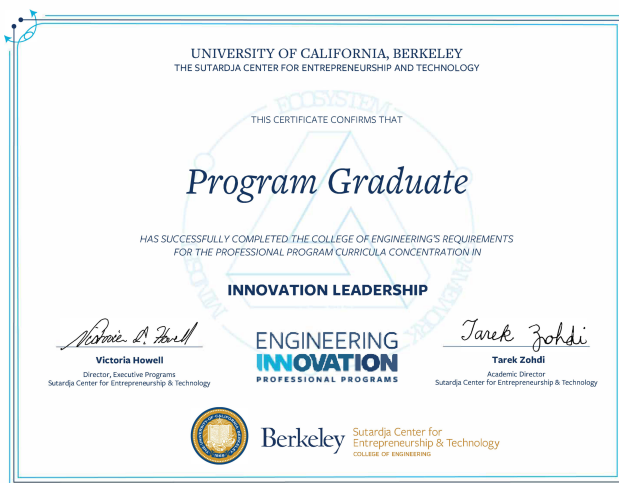 UNIVERSITY OF CALIFORNIA, BERKELEY
THE SUTARDJA CENTER FOR ENTREPRENEURSHIP AND TECHNOLOGY
ECOSYSTEM
THIS CERTIFICATE CONFIRMS THAT
Program Graduate
HAS SUCCESSFULLY COMPLETED THE COLLEGE OF ENGINEERING'S REQUIREMENTS
FOR THE PROFESSIONAL PROGRAM CURRICULA CONCENTRATION IN
MINDSET
FRAMEWORK
INNOVATION LEADERSHIP
Victoria D. Howell
Victoria Howell
Director, Executive Programs
Sutardja Center for Entrepreneurship & Technology
ENGINEERING
INNOVATION
PROFESSIONAL PROGRAMS
Tarek Zohdi
Tarek Zohdi
Academic Director
Sutardja Center for Entrepreneurship & Technology
Berkeley
Sutardja Center for
Entrepreneurship & Technology
COLLEGE OF ENGINEERING